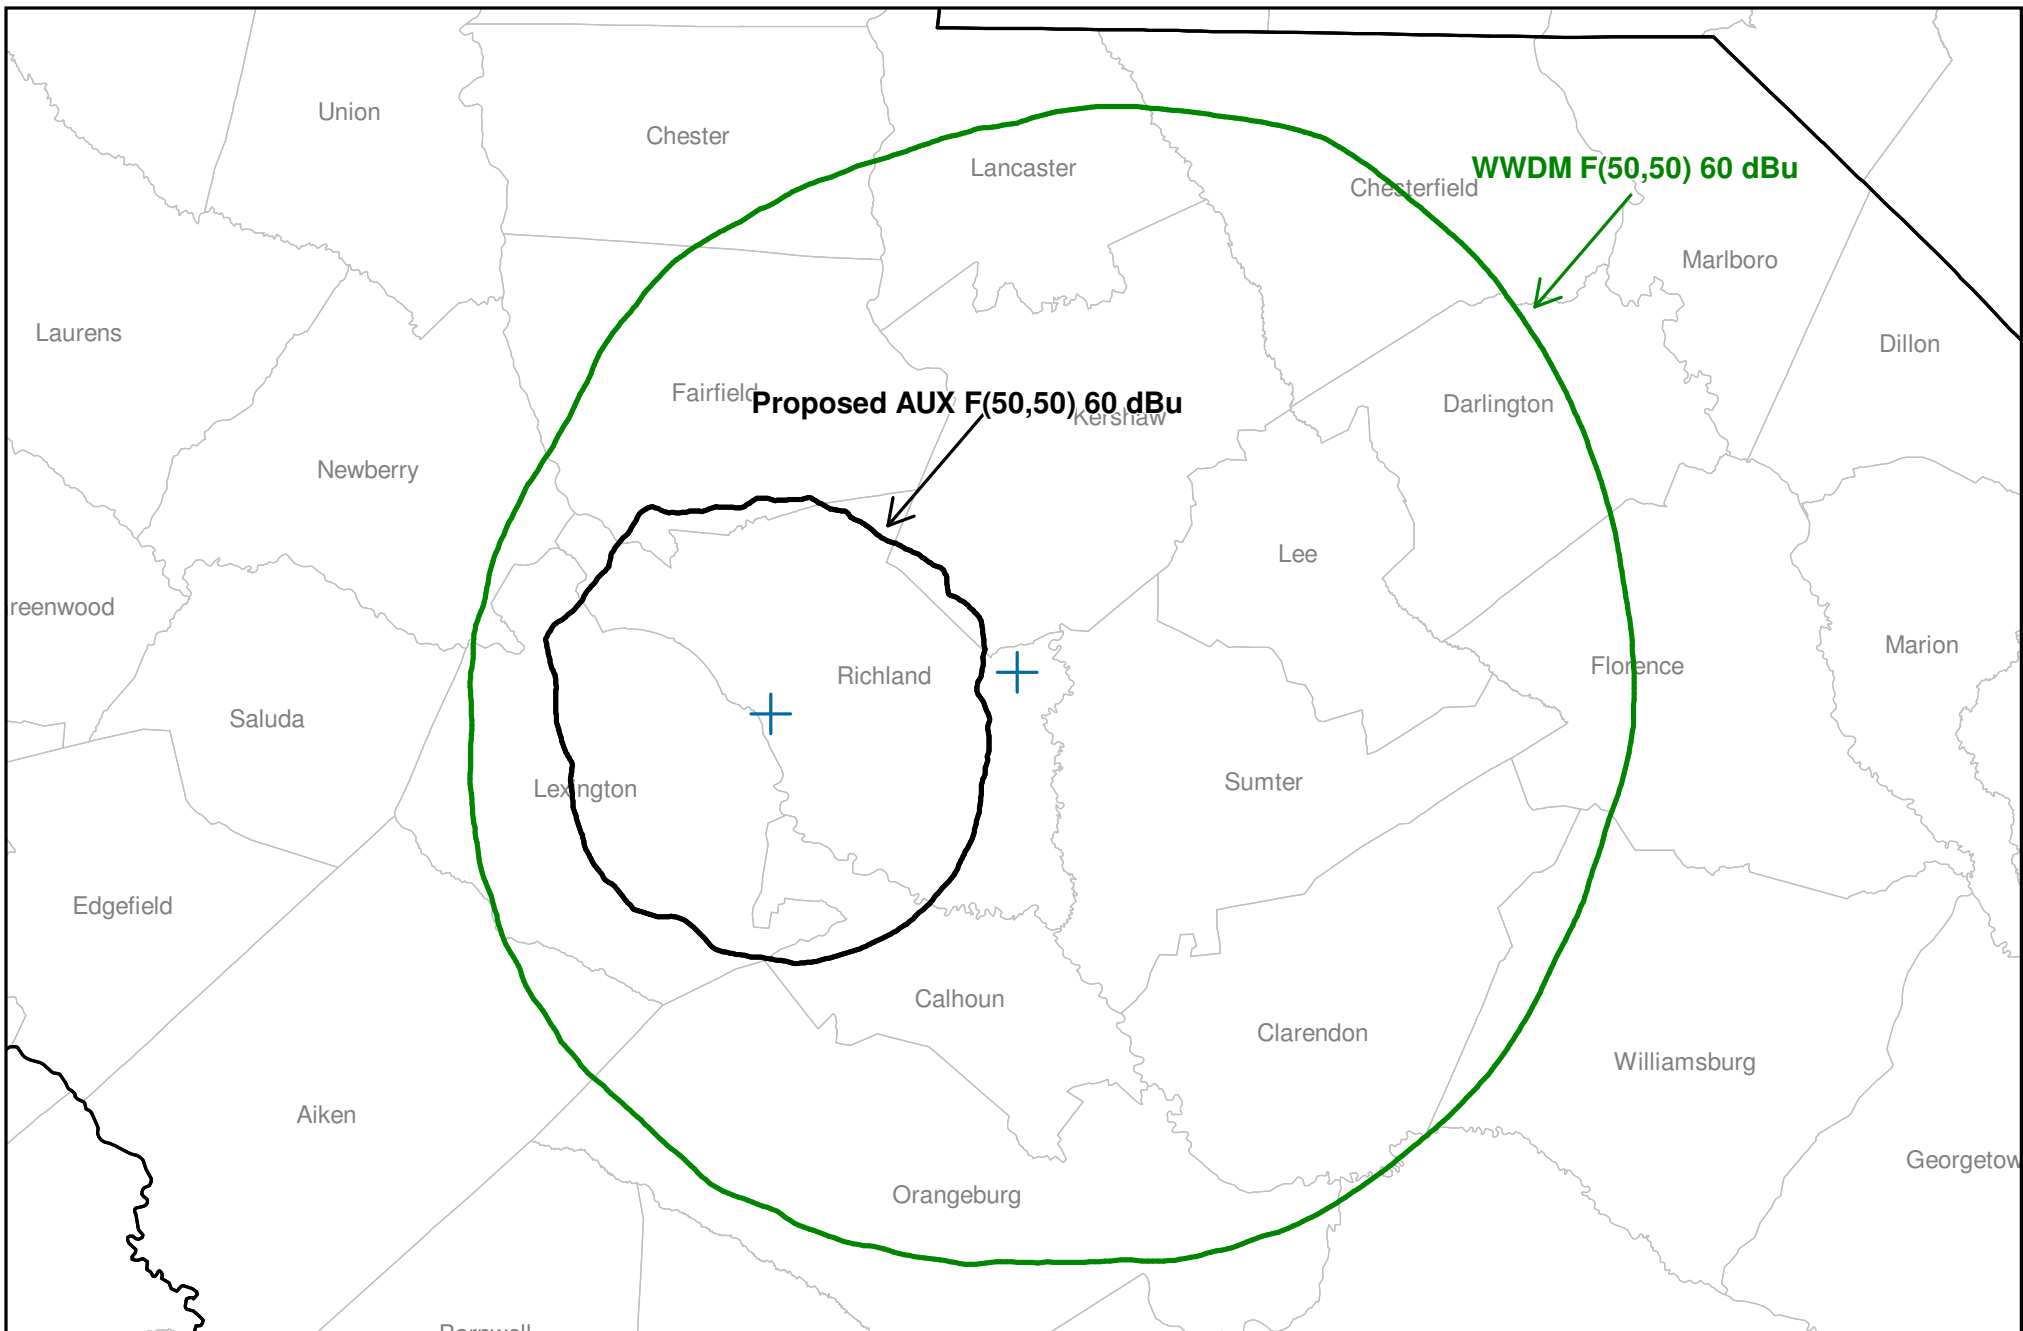 Union
Chester
Lancaster
WWDM F(50,50) 60 dBu
Chesterfield
Marlboro
Laurens
Dillon
Fairfield
Proposed AUX F(50,50) 60 dBu
Kershaw
Darlington
Newberry
Lee
reenwood
Richland
Florence
Marion
Saluda
Lexington
Sumter
Edgefield
Calhoun
Clarendon
Williamsburg
Aiken
Georgetow
Orangeburg
Barnwell